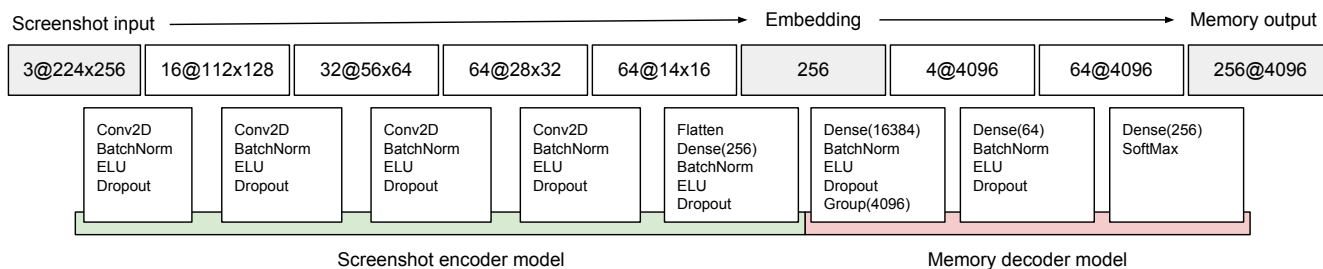 Screenshot input
Embedding
Memory output
3@224x256
16@112x128
32@56x64
64@28x32
64@14x16
256
4@4096
64@4096
256@4096
Conv2D
BatchNorm
ELU
Dropout
Conv2D
BatchNorm
ELU
Dropout
Conv2D
BatchNorm
ELU
Dropout
Conv2D
BatchNorm
ELU
Dropout
Flatten
Dense(256)
BatchNorm
ELU
Dropout
Dense(16384)
BatchNorm
ELU
Dropout
Group(4096)
Dense(64)
BatchNorm
ELU
Dropout
Dense(256)
SoftMax
Screenshot encoder model
Memory decoder model